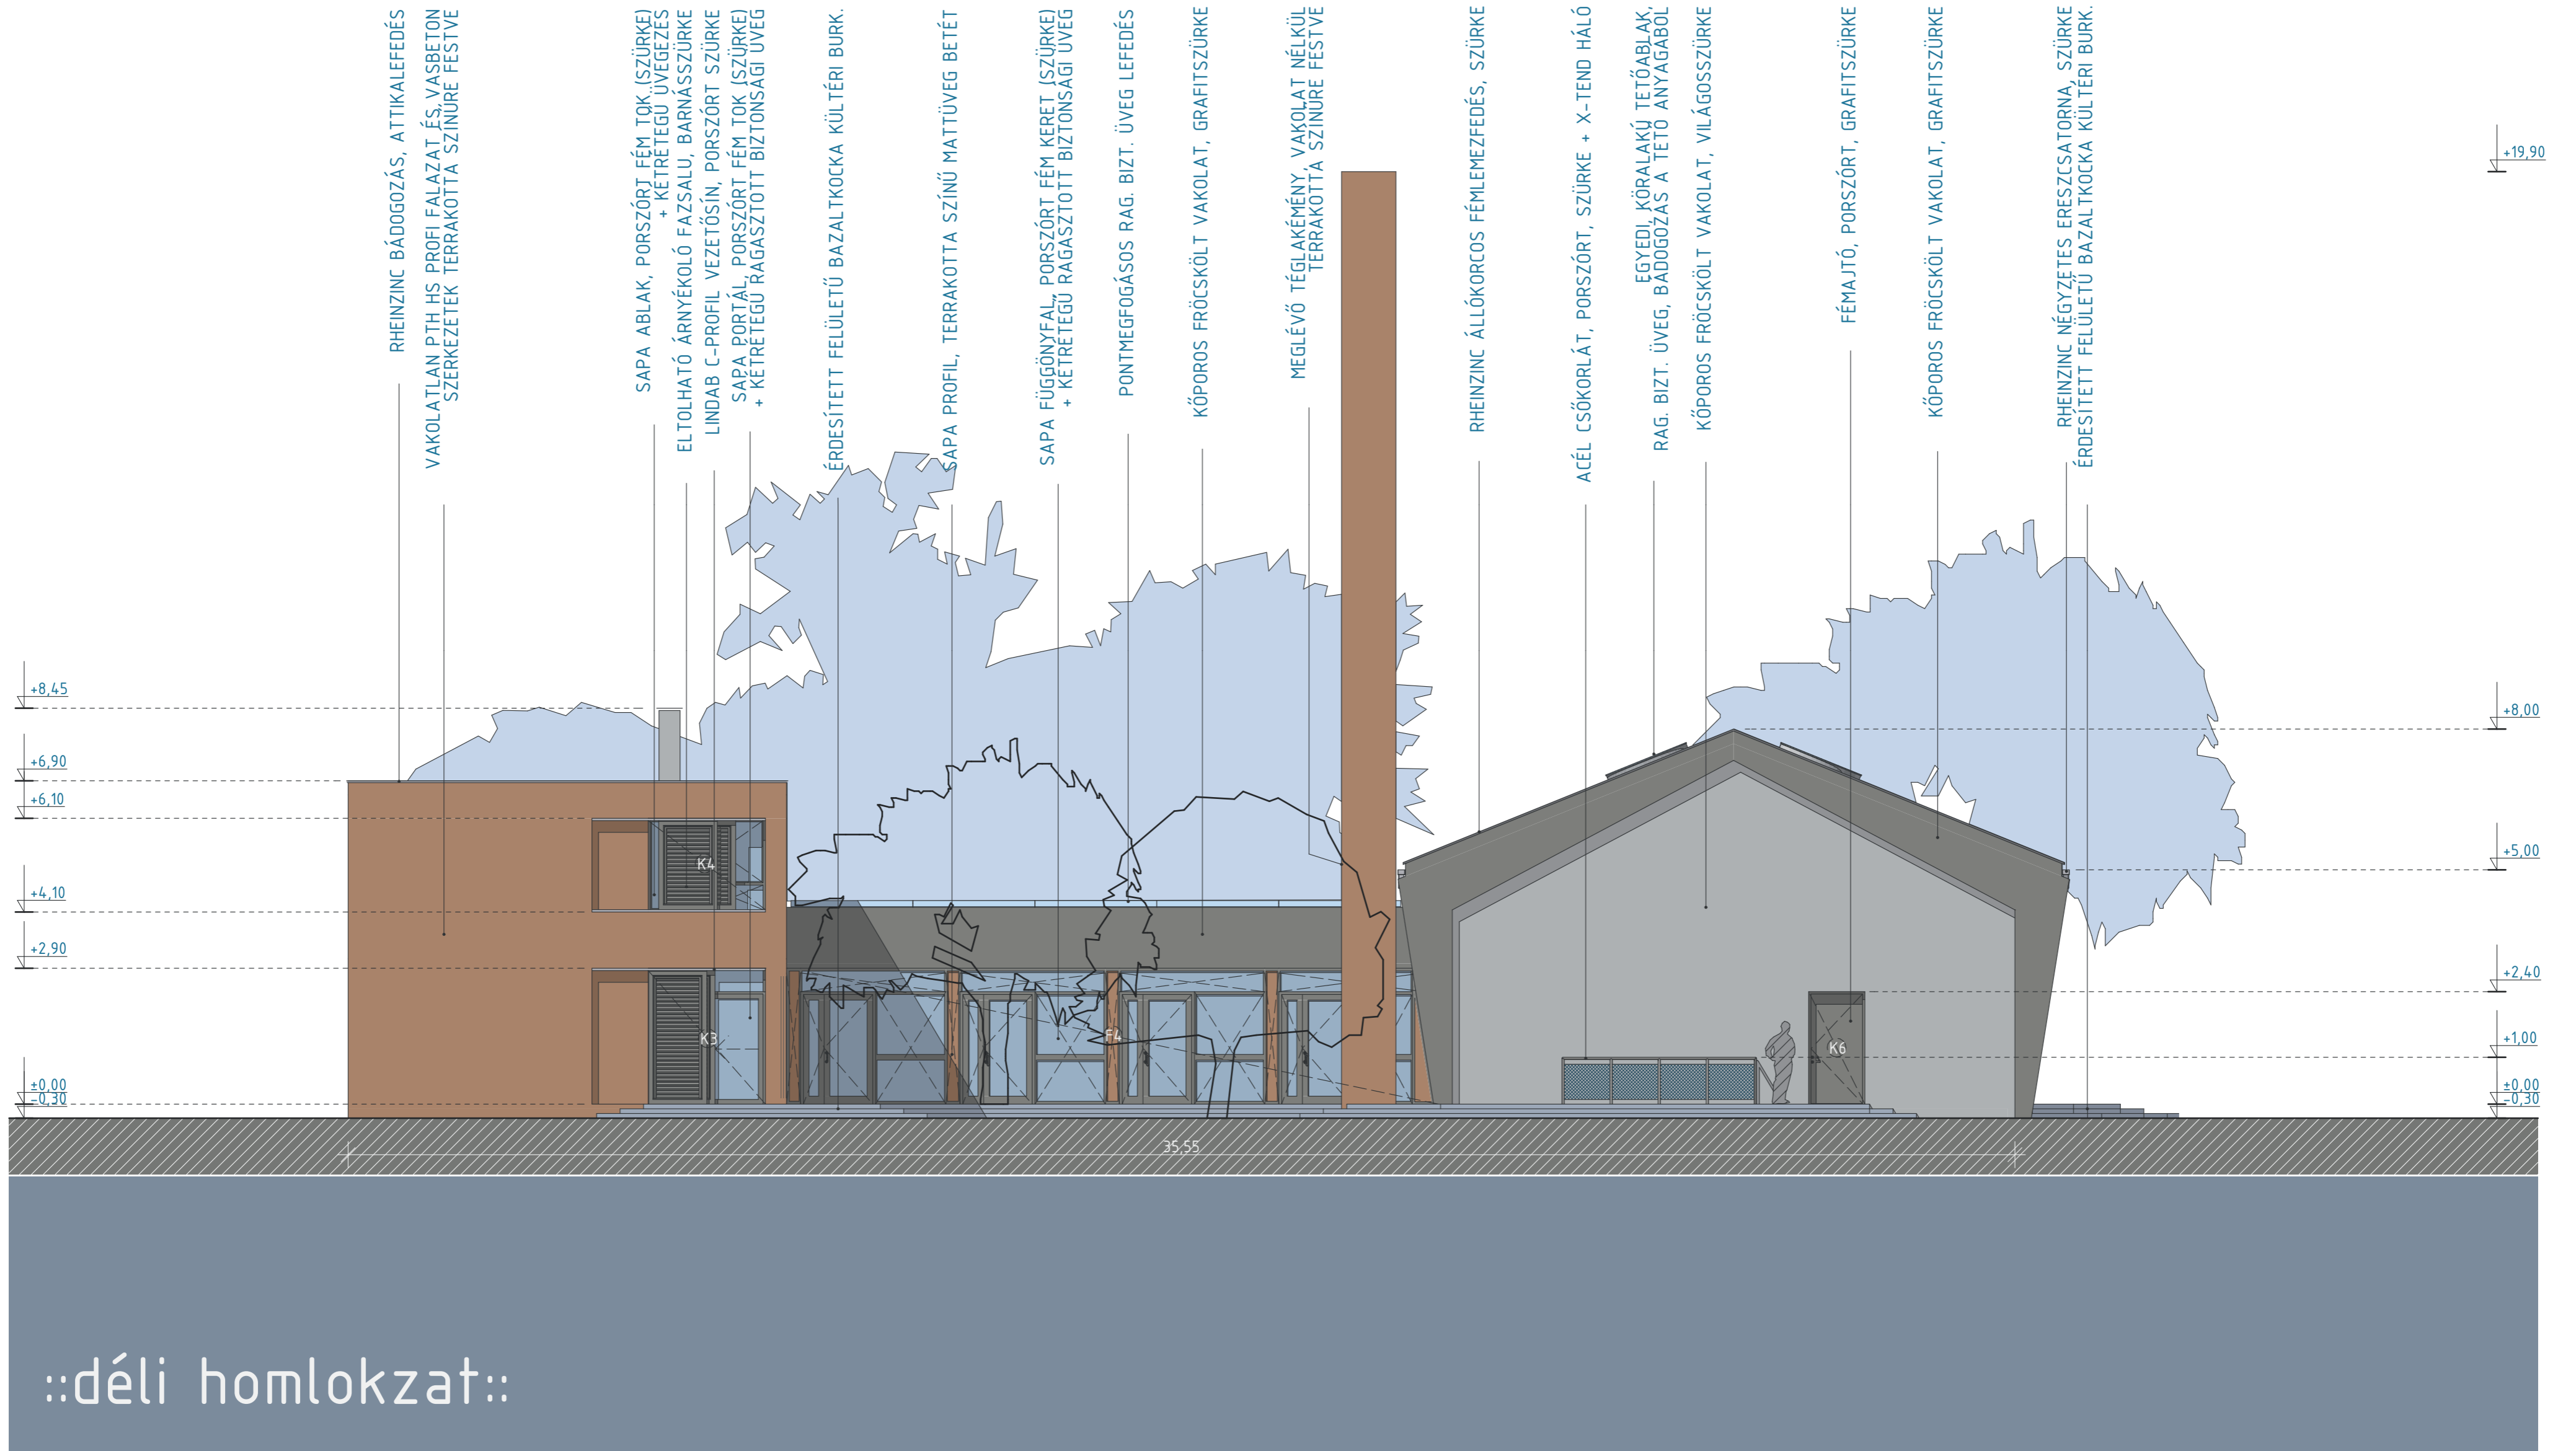 RHEINZINC BÁDOGOZÁS, ATTIKALEFEDÉS
VAKOLATLAN PTH HS PROFI FALAZAT ÉS VASBETON
SZERKEZETEK TERRAKOTTA SZINŰRE FESTVE
SAPA ABLAK, PORSZÓRT FÉM TOK (SZÜRKE)
+ KÉTRÉTEGŰ ÜVEGEZÉS
ELTOLHATÓ ÁRNYÉKOLÓ FAZSALU, BARNÁSSZÜRKE
LINDAB C-PROFIL VEZETŐSÍN, PORSZÓRT SZÜRKE
SAPA PORTÁL, PORSZÓRT FÉM TOK (SZÜRKE)
+ KÉTRÉTEGŰ RAGASZTOTT BIZTONSÁGI ÜVEG
ÉRDESÍTETT FELÜLETŰ BAZALTKOCKA KÜLTÉRI BURK.
SAPA PROFIL, TERRAKOTTA SZÍNŰ MATTÜVEG BETÉT
SAPA FÜGGÖNYFAL, PORSZÓRT FÉM KERET (SZÜRKE)
+ KÉTRÉTEGŰ RAGASZTOTT BIZTONSÁGI ÜVEG
PONTMEGFOGÁSOS RAG. BIZT. ÜVEG LEFEDÉS
KŐPOROS FRÖCSKÖLT VAKOLAT, GRAFITSZÜRKE
MEGLÉVŐ TÉGLAKÉMÉNY, VAKOLAT NÉLKÜL
TERRAKOTTA SZÍNŰRE FESTVE
RHEINZINC ÁLLÓKORCOS FÉMLEMEZFEDÉS, SZÜRKE
ACÉL CSŐKORLÁT, PORSZÓRT, SZÜRKE + X-TEND HÁLÓ
EGYEDI, KÖRALAKÚ TETŐABLAK,
RAG. BIZT. ÜVEG, BÁDOGOZÁS A TETŐ ANYAGÁBÓL
KŐPOROS FRÖCSKÖLT VAKOLAT, VILÁGOSSZÜRKE
FÉMAJTÓ, PORSZÓRT, GRAFITSZÜRKE
KŐPOROS FRÖCSKÖLT VAKOLAT, GRAFITSZÜRKE
RHEINZINC NÉGYZETES ERESZCSATORNA, SZÜRKE
ÉRDESÍTETT FELÜLETŰ BAZALTKOCKA KÜLTÉRI BURK.
+19,90
+8,45
+6,90
+6,10
+4,10
+2,90
±0,00
-0,30
+8,00
+5,00
+2,40
+1,00
±0,00
-0,30
K4
K3
F4
K6
35,55
::déli homlokzat::